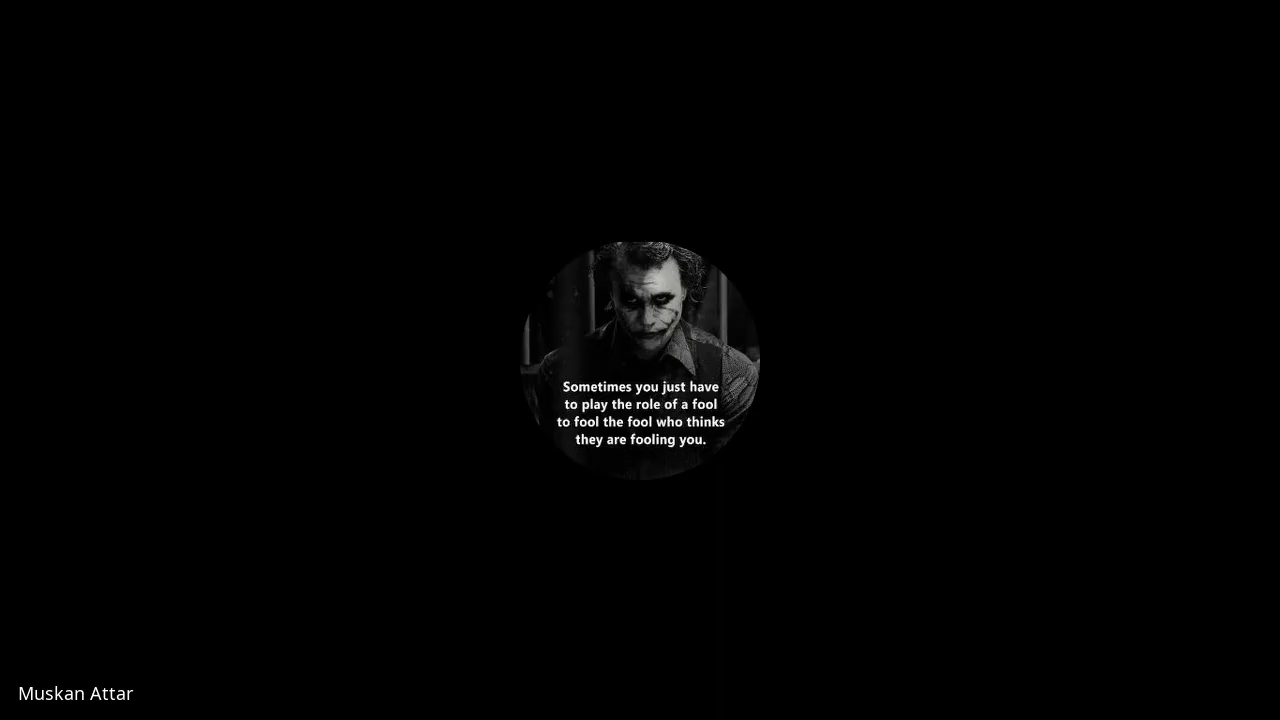 Sometimes you just have
to play the role of a fool
to fool the fool who thinks
they are fooling you.
Muskan Attar